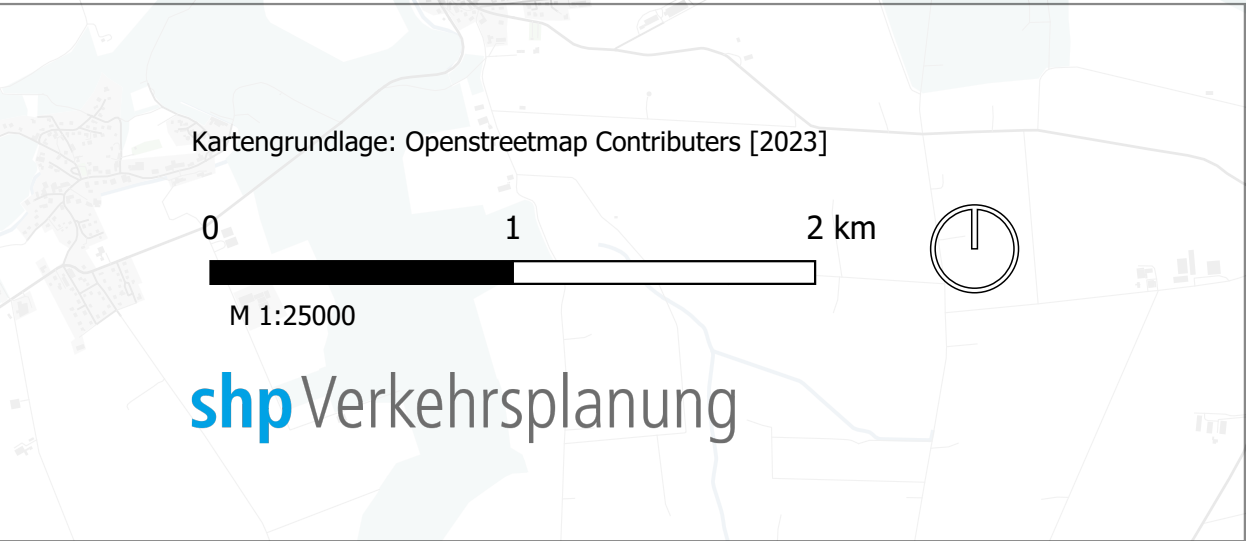 Kartengrundlage: Openstreetmap Contributers [2023]
0 1 2 km
M 1:25000
shp Verkehrsplanung